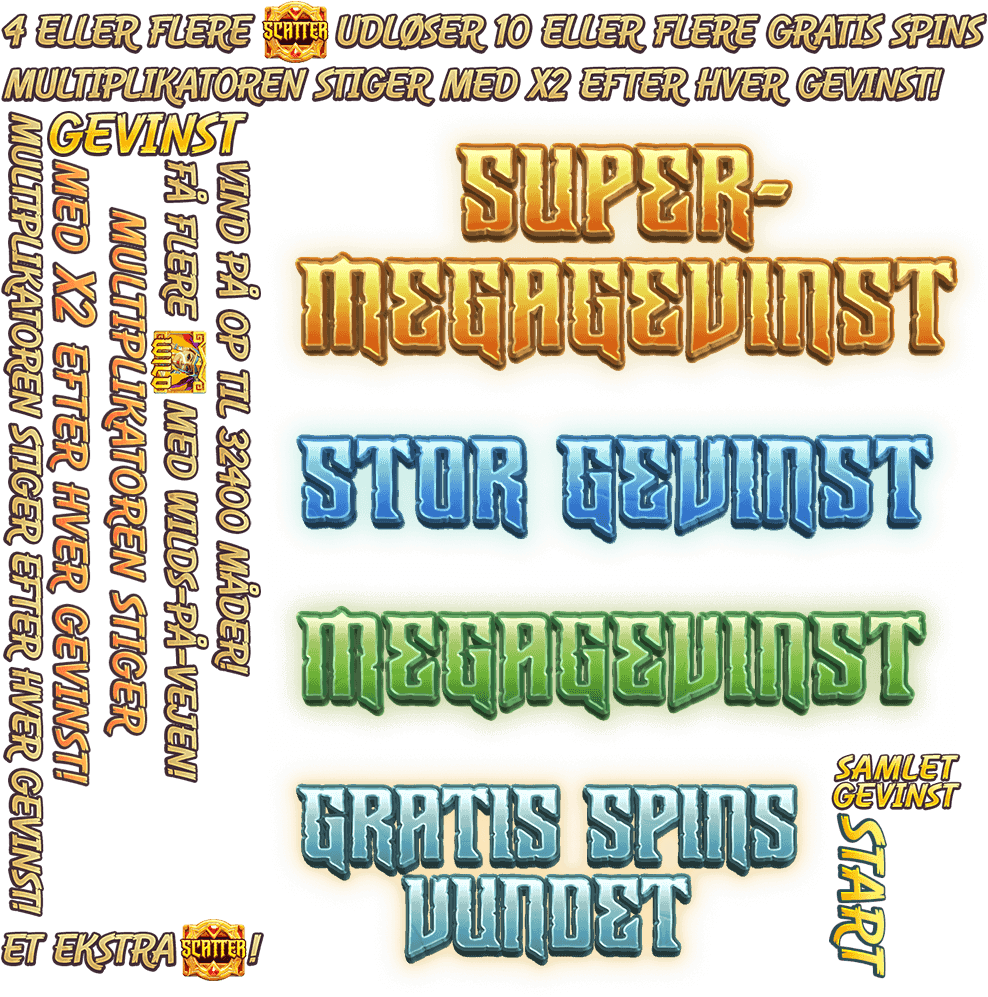 4 ELLER FLERE SCATTER UDLØSER 10 ELLER FLERE GRATIS SPINS
MULTIPLIKATOREN STIGER MED X2 EFTER HVER GEVINST!
GEVINST
MULTIPLIKATOREN STIGER EFTER HVER GEVINST!
MULTIPLIKATOREN STIGER
MED X2 EFTER HVER GEVINST!
VIND PÅ OP TIL 32400 MÅDER!
FÅ FLERE WILD MED WILDS-PÅ-VEJEN!
SUPER-
MEGAGEVINST
STOR GEVINST
MEGAGEVINST
GRATIS SPINS
VUNDET
SAMLET
GEVINST
START
ET EKSTRA SCATTER!